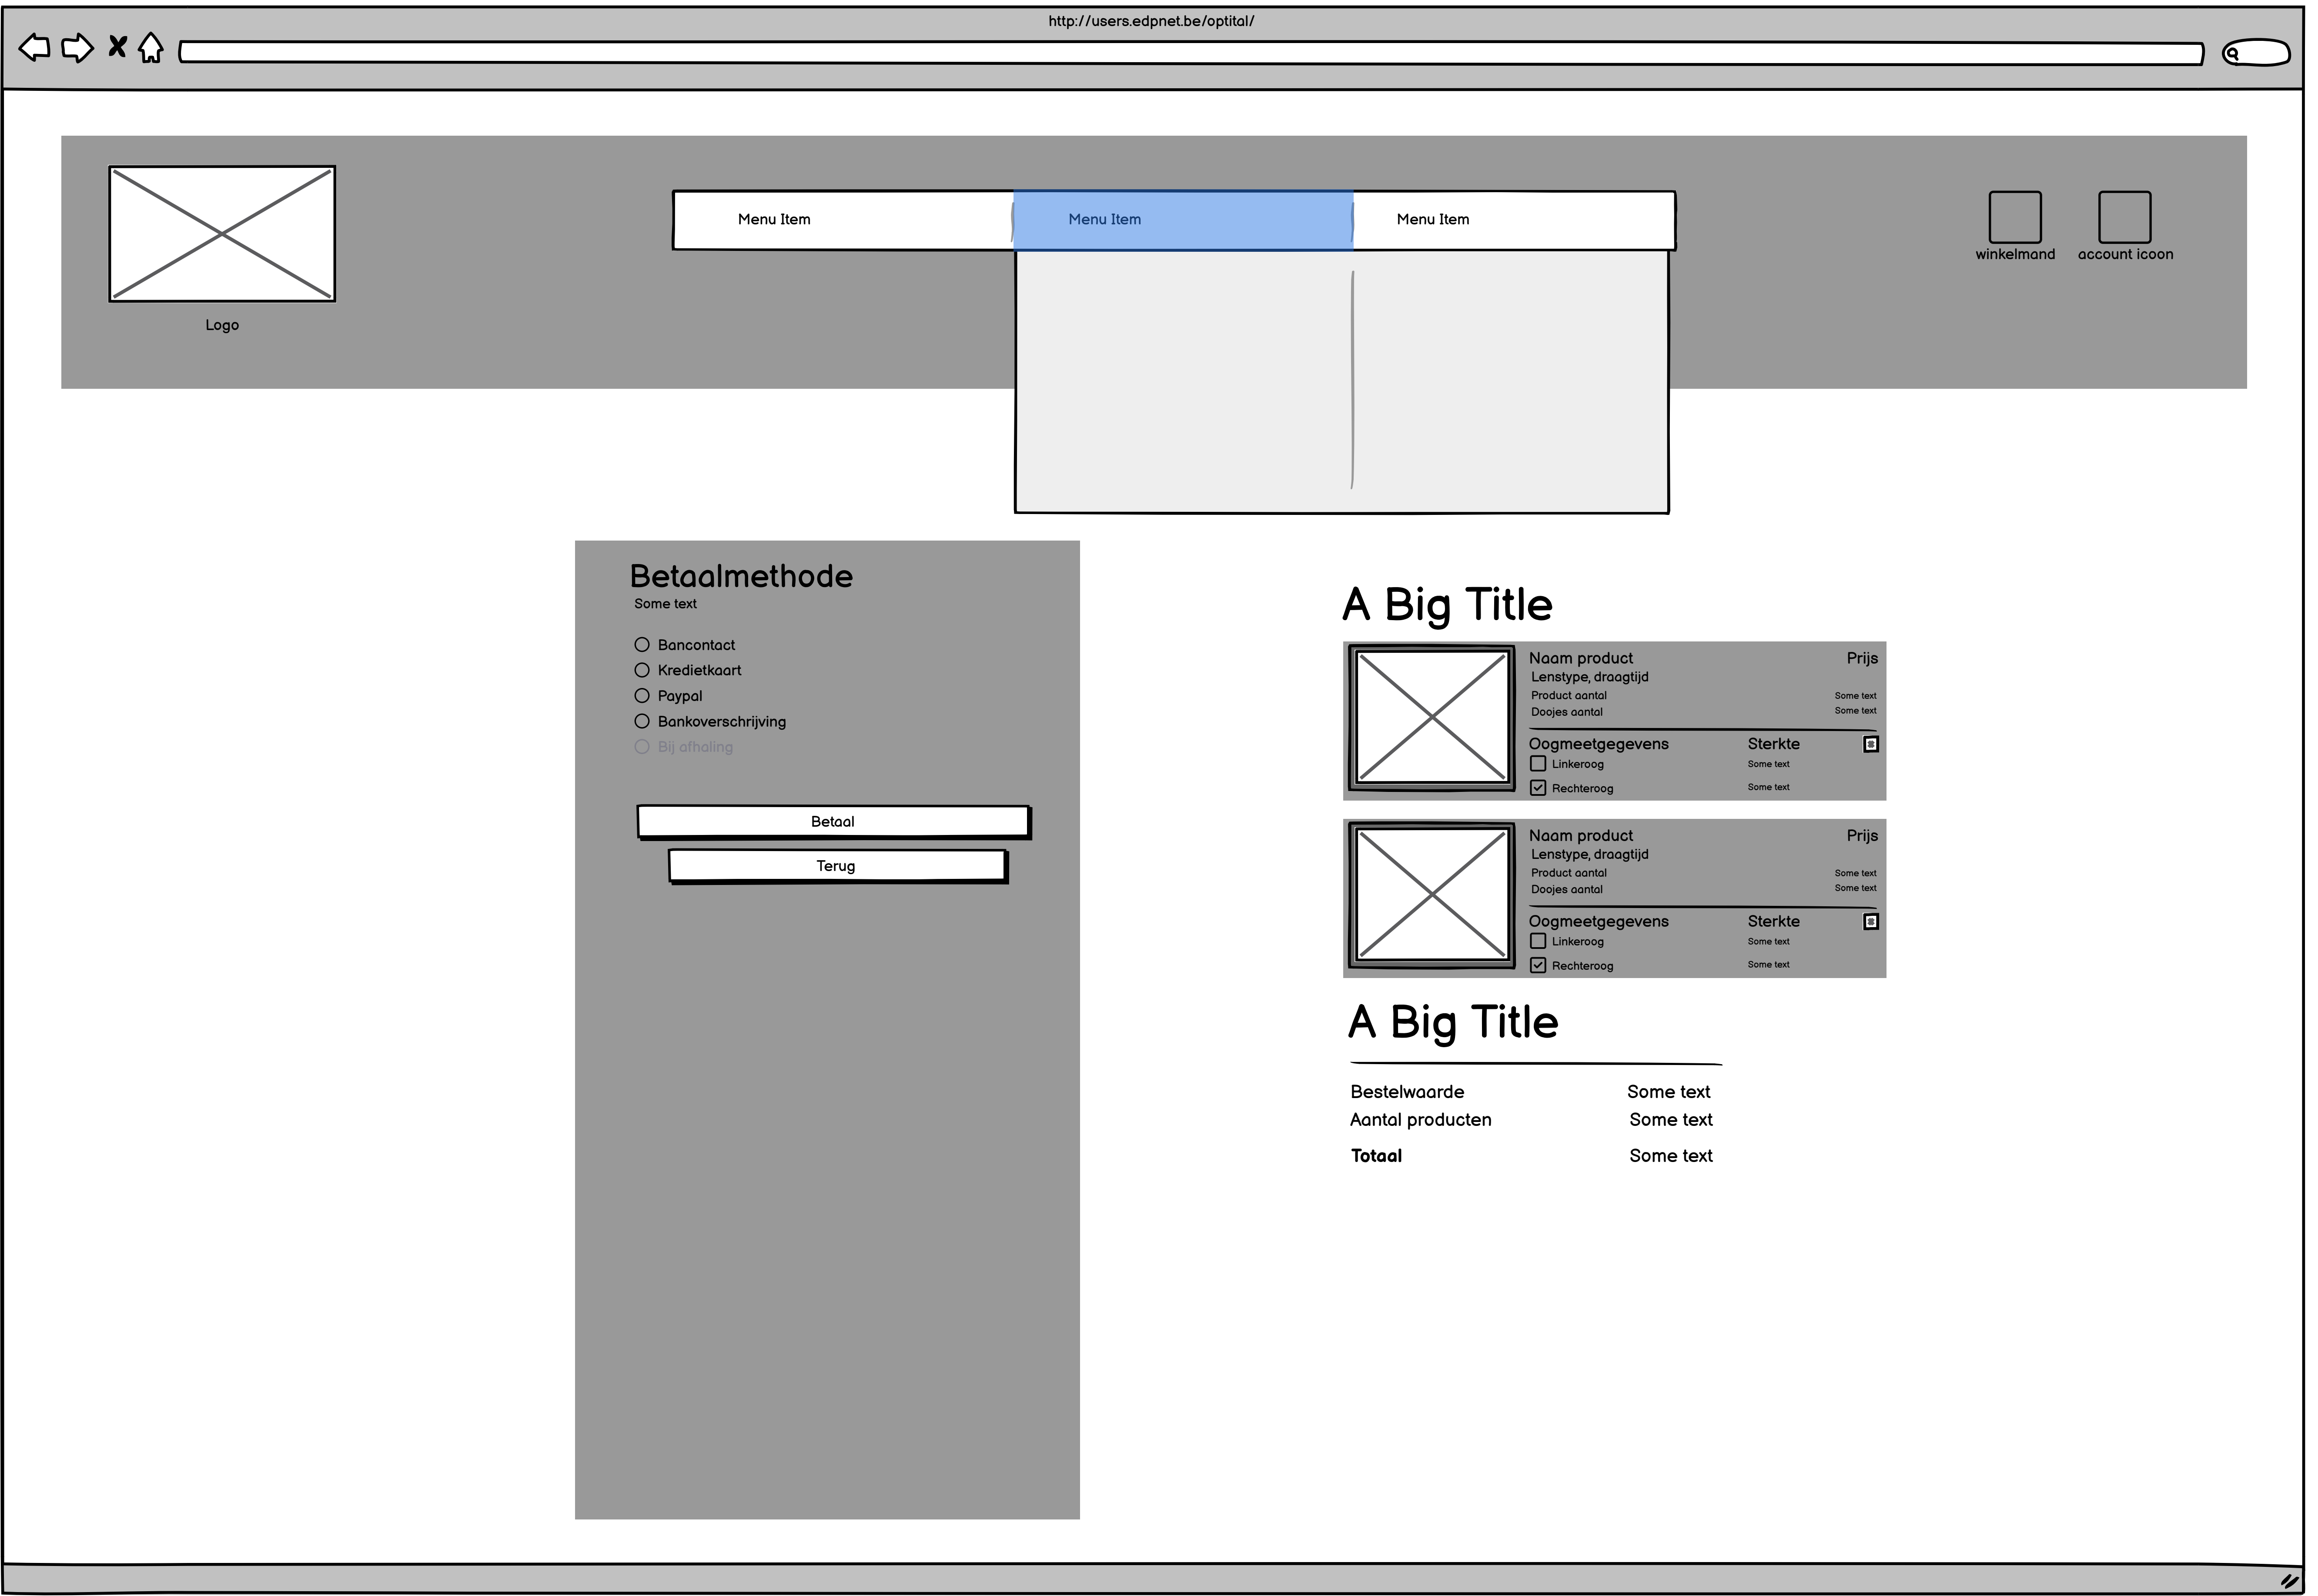 http://users.edpnet.be/optital/
Menu Item Menu Item Menu Item
winkelmand account icoon
Logo
Betaalmethode
Some text
Bancontact
Kredietkaart
Paypal
Bankoverschrijving
Bij afhaling
Betaal
Terug
A Big Title
Naam product Prijs
Lenstype, draagtijd
Product aantal Some text
Doojes aantal Some text
Oogmeetgegevens Sterkte
Linkeroog Some text
Rechteroog Some text
Naam product Prijs
Lenstype, draagtijd
Product aantal Some text
Doojes aantal Some text
Oogmeetgegevens Sterkte
Linkeroog Some text
Rechteroog Some text
A Big Title
Bestelwaarde Some text
Aantal producten Some text
Totaal Some text